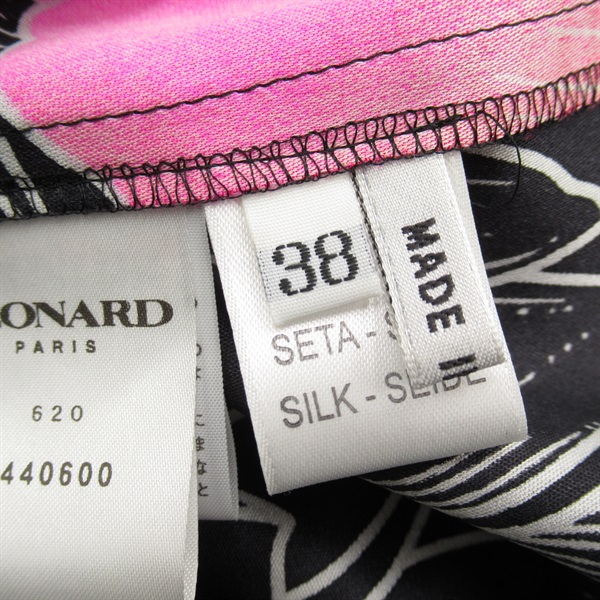 ONARD
PARIS
620
440600
38
MADE
SETA -
SILK - SEIDE